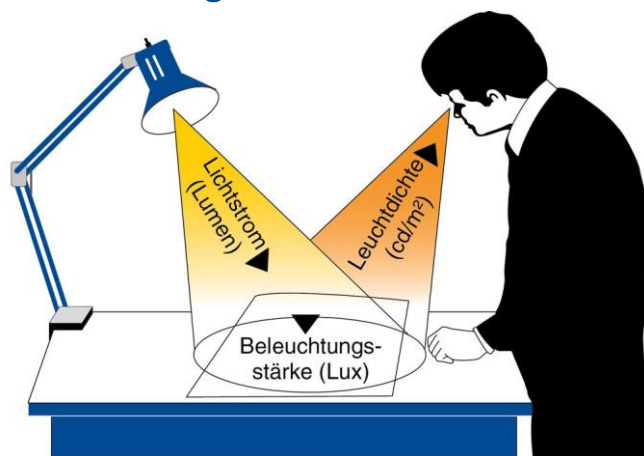 Lichtstrom
(Lumen)
Leuchtdichte
(cd/m²)
Beleuchtungs-
stärke (Lux)